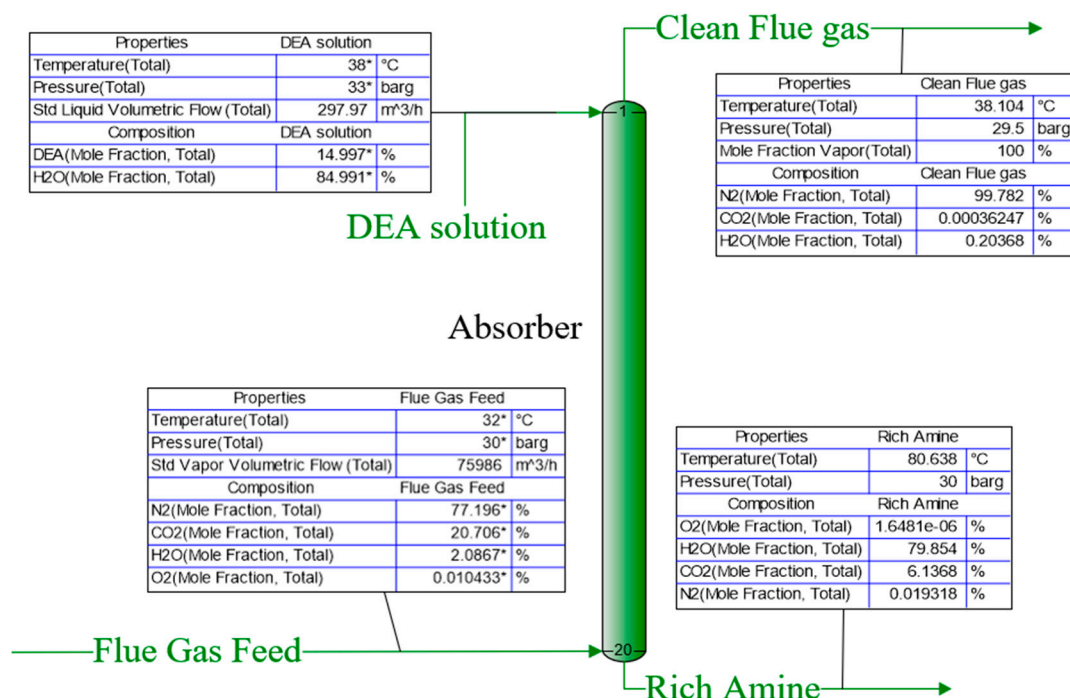 Properties DEA solution
Temperature(Total) 38* °C
Pressure(Total) 33* barg
Std Liquid Volumetric Flow (Total) 297.97 m^3/h
Composition DEA solution
DEA(Mole Fraction, Total) 14.997* %
H2O(Mole Fraction, Total) 84.991* %
DEA solution
Clean Flue gas
Properties Clean Flue gas
Temperature(Total) 38.104 °C
Pressure(Total) 29.5 barg
Mole Fraction Vapor(Total) 100 %
Composition Clean Flue gas
N2(Mole Fraction, Total) 99.782 %
CO2(Mole Fraction, Total) 0.00036247 %
H2O(Mole Fraction, Total) 0.20368 %
1
Absorber
20
Properties Flue Gas Feed
Temperature(Total) 32* °C
Pressure(Total) 30* barg
Std Vapor Volumetric Flow (Total) 75986 m^3/h
Composition Flue Gas Feed
N2(Mole Fraction, Total) 77.196* %
CO2(Mole Fraction, Total) 20.706* %
H2O(Mole Fraction, Total) 2.0867* %
O2(Mole Fraction, Total) 0.010433* %
Flue Gas Feed
Properties Rich Amine
Temperature(Total) 80.638 °C
Pressure(Total) 30 barg
Composition Rich Amine
O2(Mole Fraction, Total) 1.6481e-06 %
H2O(Mole Fraction, Total) 79.854 %
CO2(Mole Fraction, Total) 6.1368 %
N2(Mole Fraction, Total) 0.019318 %
Rich Amine